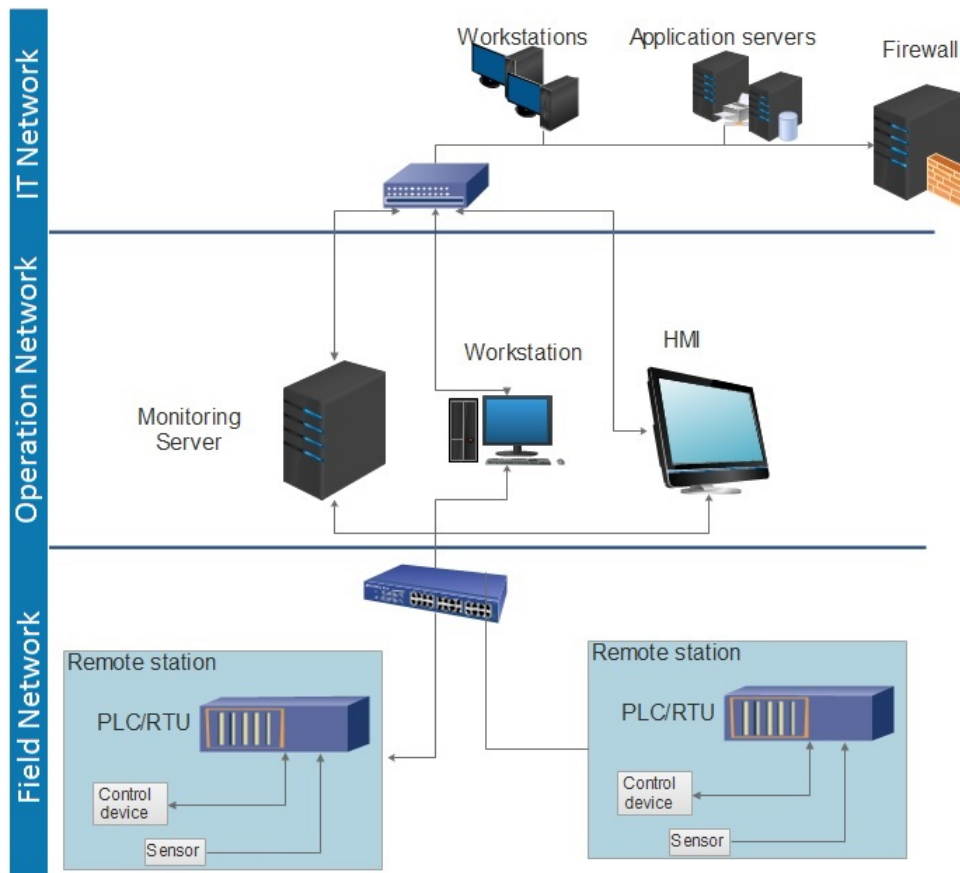 IT Network
Workstations
Application servers
Firewall
Operation Network
Monitoring
Server
Workstation
HMI
Field Network
Remote station
PLC/RTU
Control
device
Sensor
Remote station
PLC/RTU
Control
device
Sensor